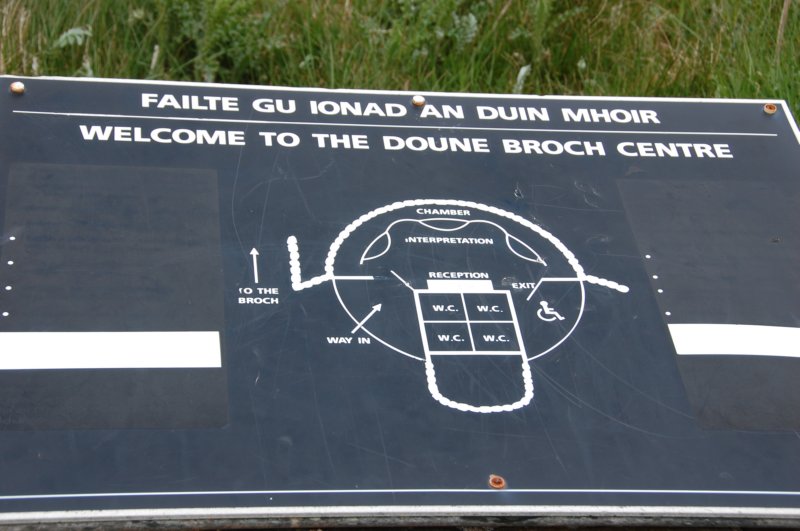 FAILTE GU IONAD AN DUIN MHOIR
WELCOME TO THE DOUNE BROCH CENTRE
CHAMBER
INTERPRETATION
RECEPTION
EXIT
TO THE
BROCH
W.C. W.C.
W.C. W.C.
WAY IN